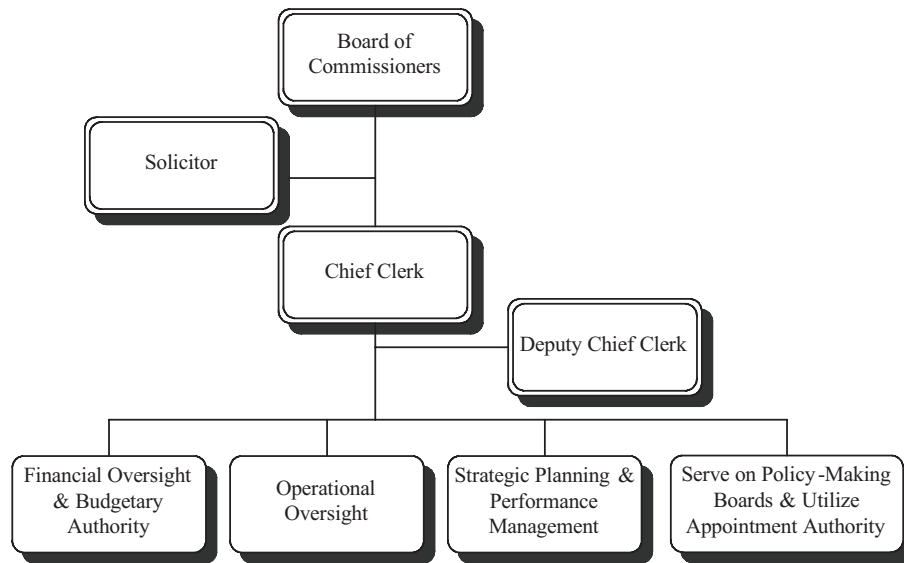 Board of
Commissioners
Solicitor
Chief Clerk
Deputy Chief Clerk
Financial Oversight
& Budgetary
Authority
Operational
Oversight
Strategic Planning &
Performance
Management
Serve on Policy-Making
Boards & Utilize
Appointment Authority